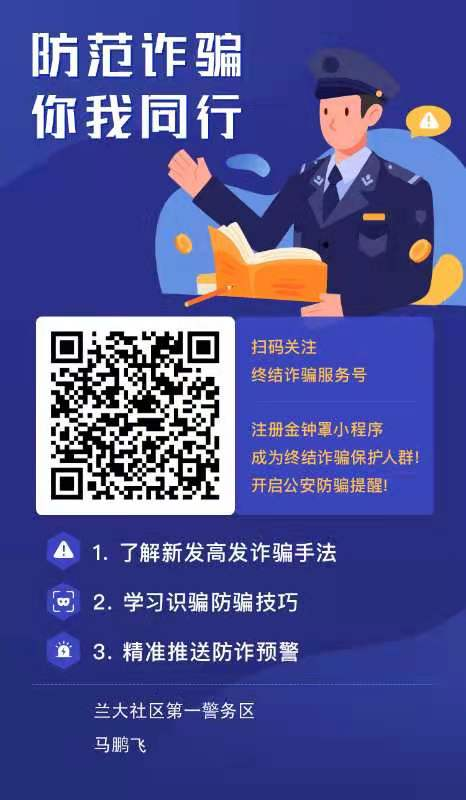 防范诈骗
你我同行
扫码关注
终结诈骗服务号
注册金钟罩小程序
成为终结诈骗保护人群!
开启公安防骗提醒!
1. 了解新发高发诈骗手法
2. 学习识骗防骗技巧
3. 精准推送防诈预警
兰大社区第一警务区
马鹏飞